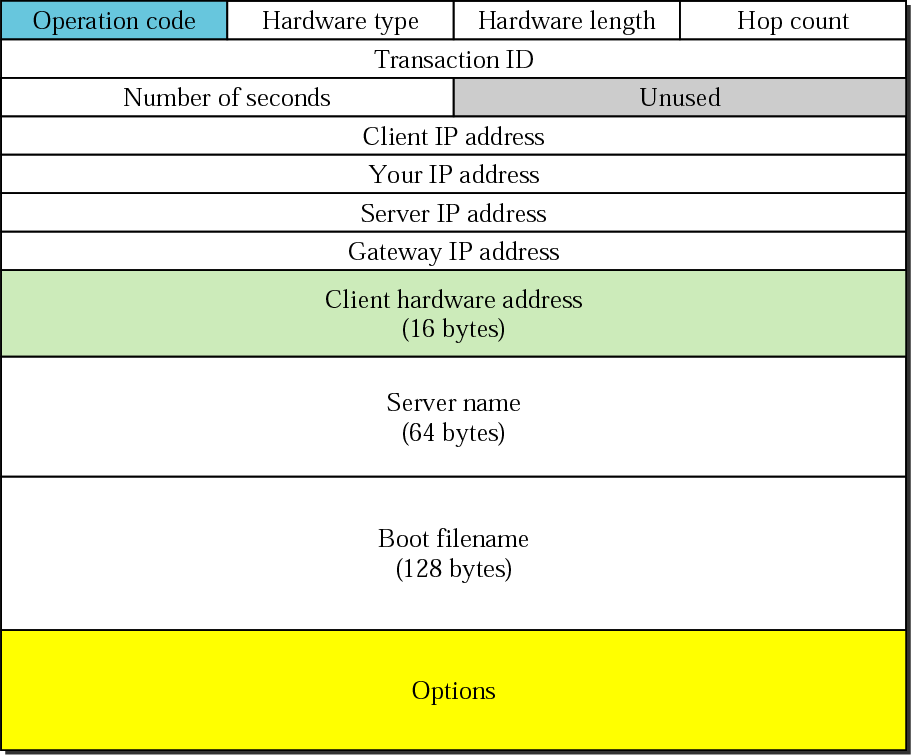 Operation code Hardware type Hardware length Hop count
Transaction ID
Number of seconds Unused
Client IP address
Your IP address
Server IP address
Gateway IP address
Client hardware address
(16 bytes)
Server name
(64 bytes)
Boot filename
(128 bytes)
Options